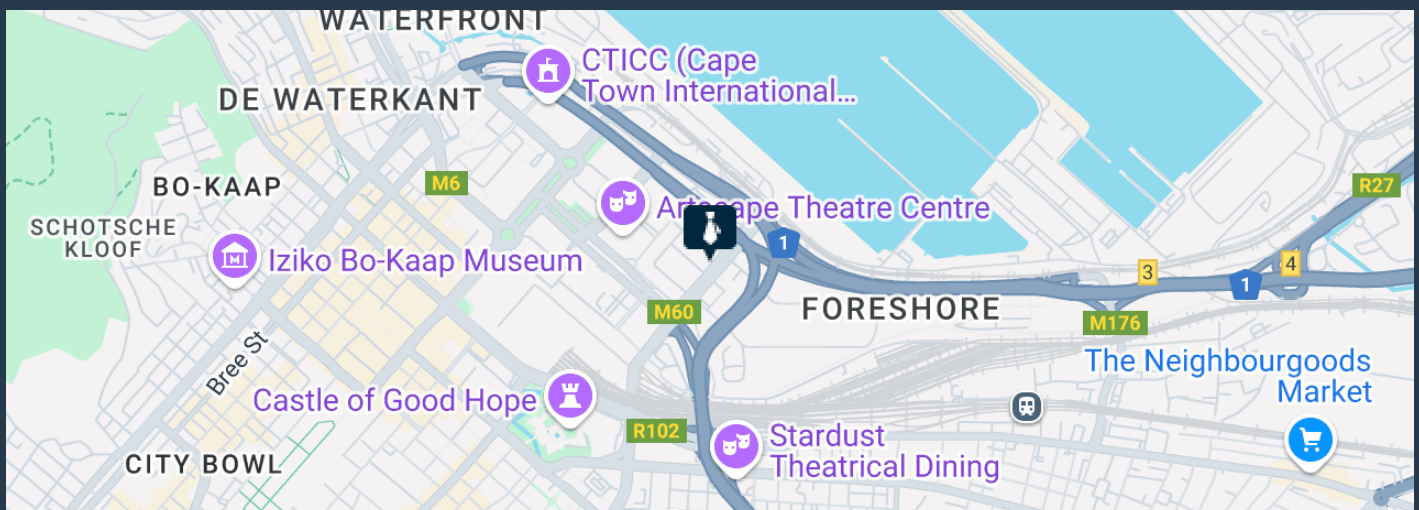 WATERFRONT
CTICC (Cape
Town International...
DE WATERKANT
M6
BO-KAAP
R27
SCHOTSCHE
KLOOF
Artscape Theatre Centre
1
Iziko Bo-Kaap Museum
3
4
1
M60
FORESHORE
M176
Bree St
The Neighbourgoods
Market
Castle of Good Hope
R102
Stardust
Theatrical Dining
CITY BOWL